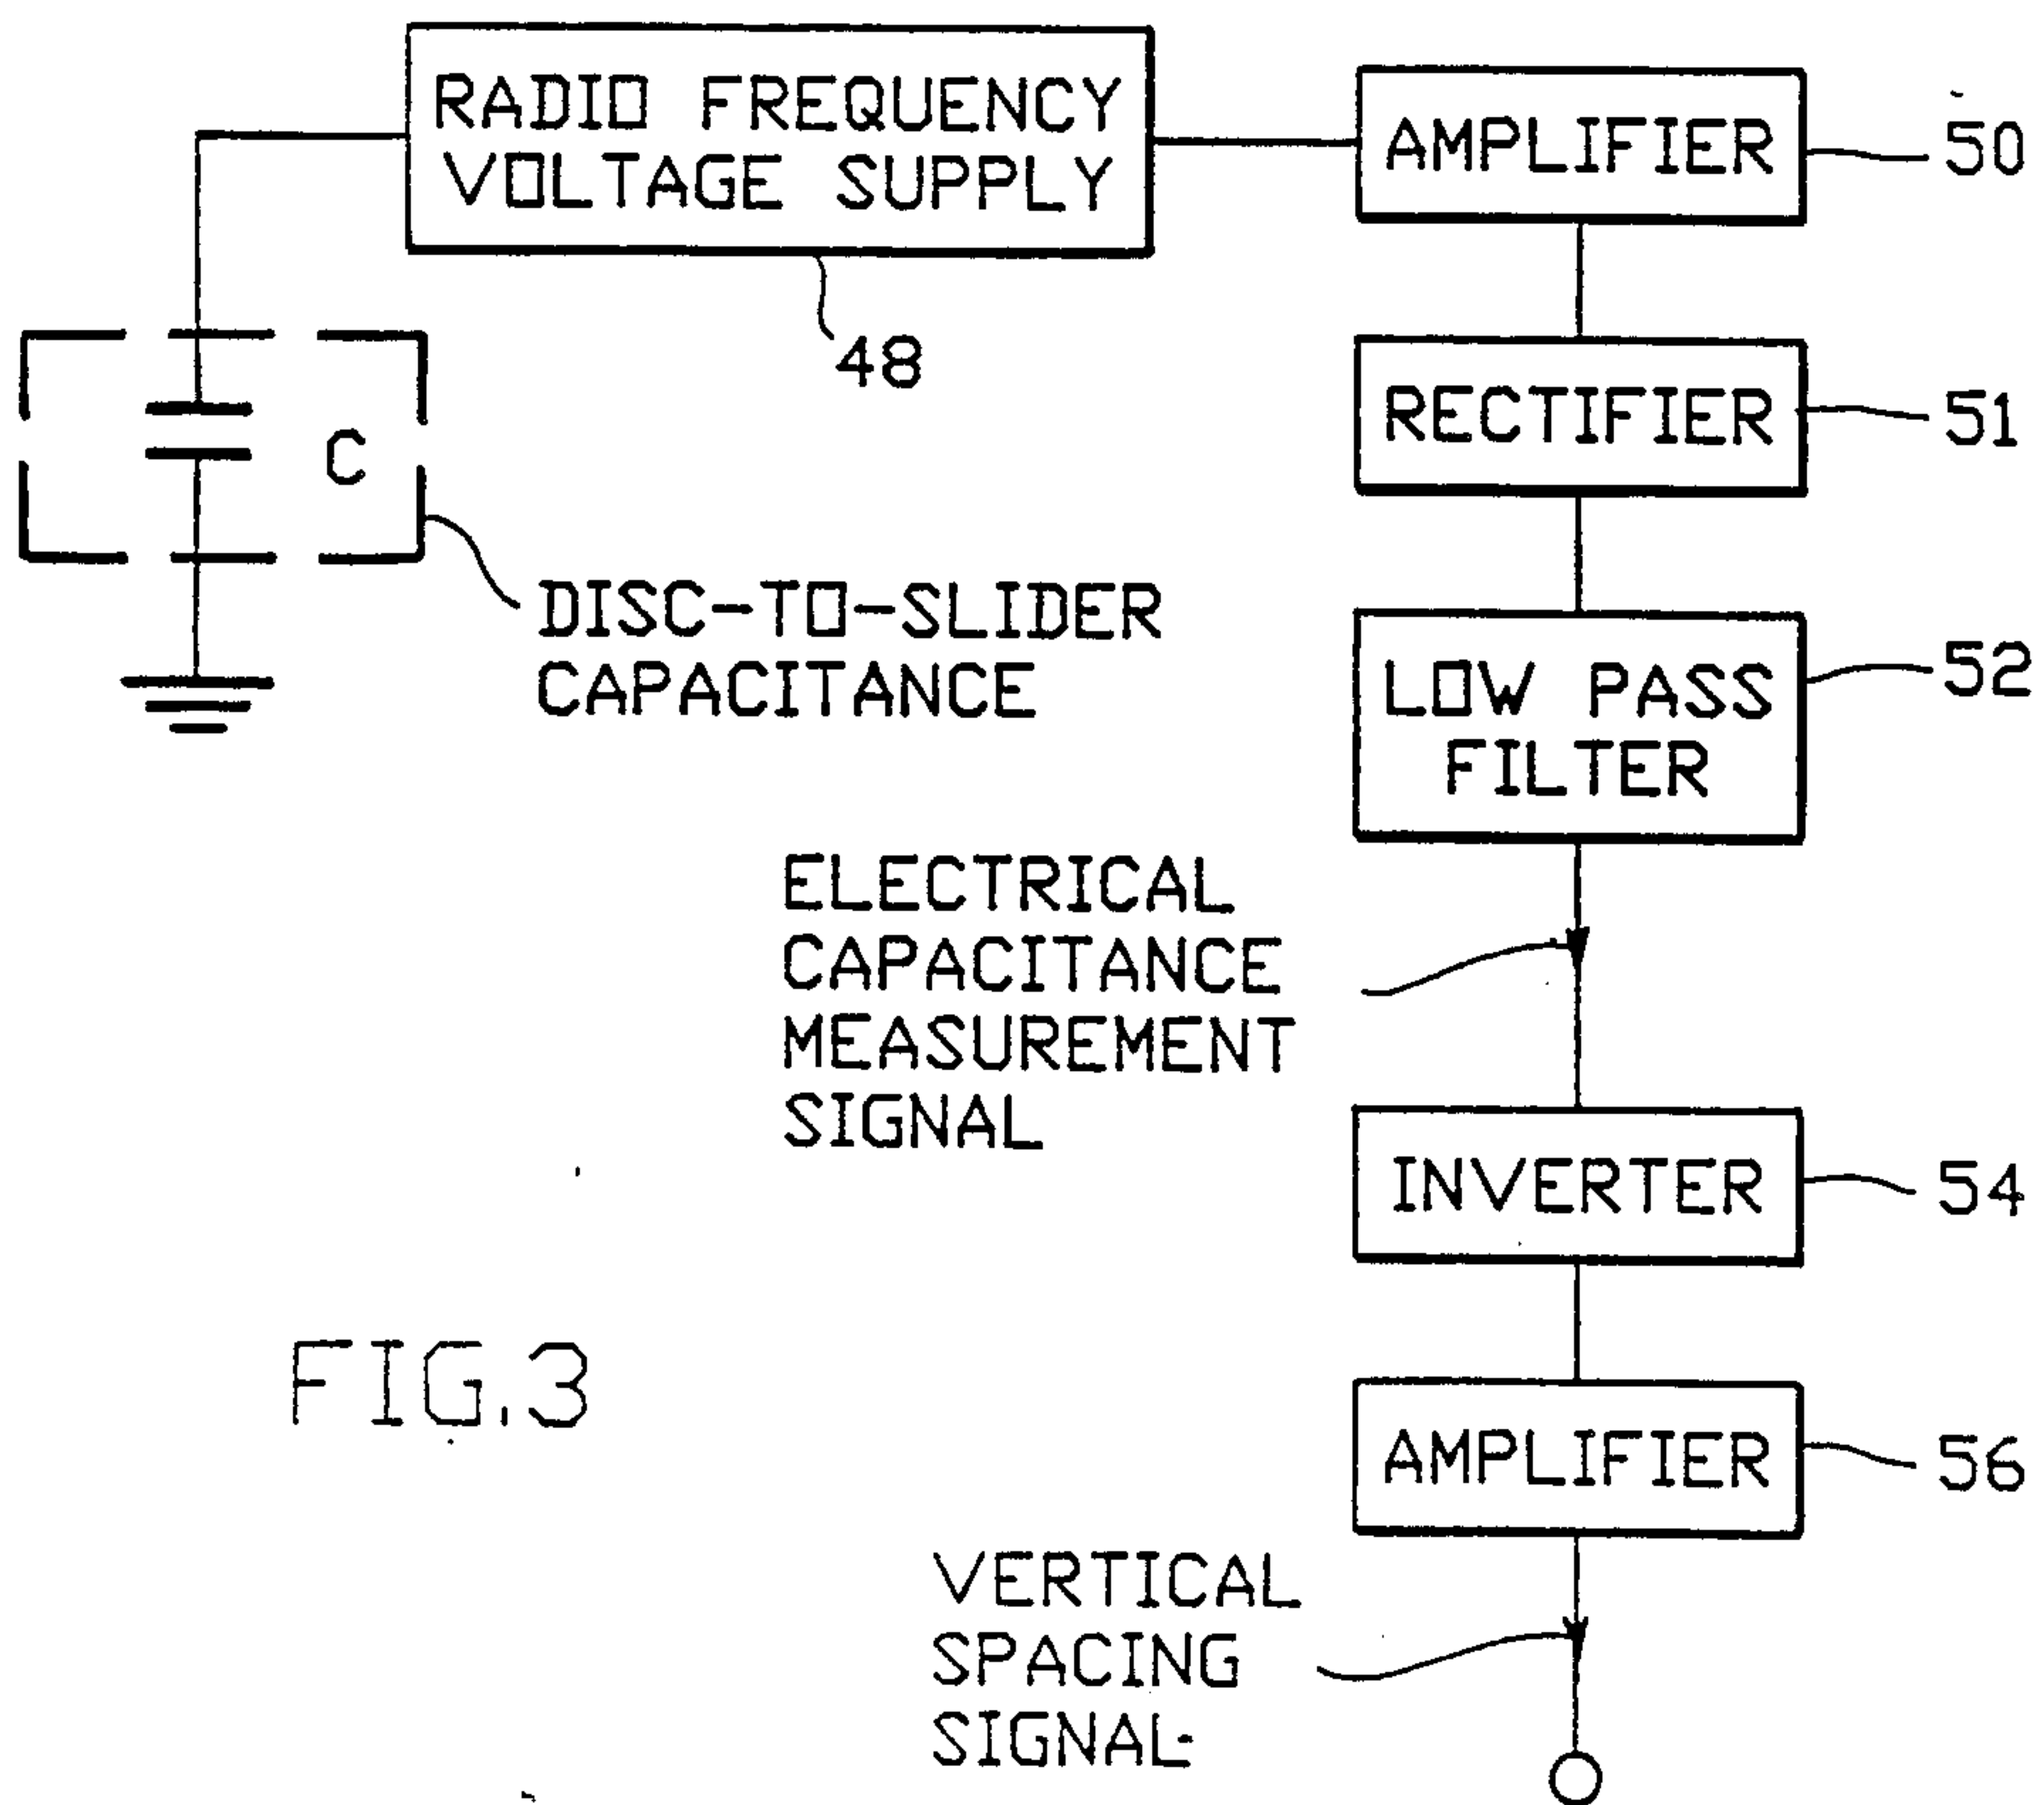 RADIO FREQUENCY
VOLTAGE SUPPLY
48
AMPLIFIER
50
RECTIFIER
51
C
DISC-TO-SLIDER
CAPACITANCE
LOW PASS
FILTER
52
ELECTRICAL
CAPACITANCE
MEASUREMENT
SIGNAL
INVERTER
54
AMPLIFIER
56
VERTICAL
SPACING
SIGNAL
FIG.3